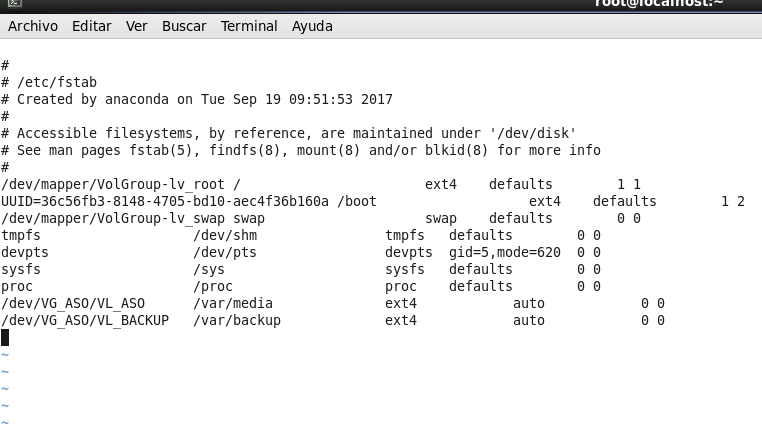 root@localhost:~
Archivo Editar Ver Buscar Terminal Ayuda
#
# /etc/fstab
# Created by anaconda on Tue Sep 19 09:51:53 2017
#
# Accessible filesystems, by reference, are maintained under '/dev/disk'
# See man pages fstab(5), findfs(8), mount(8) and/or blkid(8) for more info
#
/dev/mapper/VolGroup-lv_root / ext4 defaults 1 1
UUID=36c56fb3-8148-4705-bd10-aec4f36b160a /boot ext4 defaults 1 2
/dev/mapper/VolGroup-lv_swap swap swap defaults 0 0
tmpfs /dev/shm tmpfs defaults 0 0
devpts /dev/pts devpts gid=5,mode=620 0 0
sysfs /sys sysfs defaults 0 0
proc /proc proc defaults 0 0
/dev/VG_ASO/VL_ASO /var/media ext4 auto 0 0
/dev/VG_ASO/VL_BACKUP /var/backup ext4 auto 0 0
~
~
~
~
~